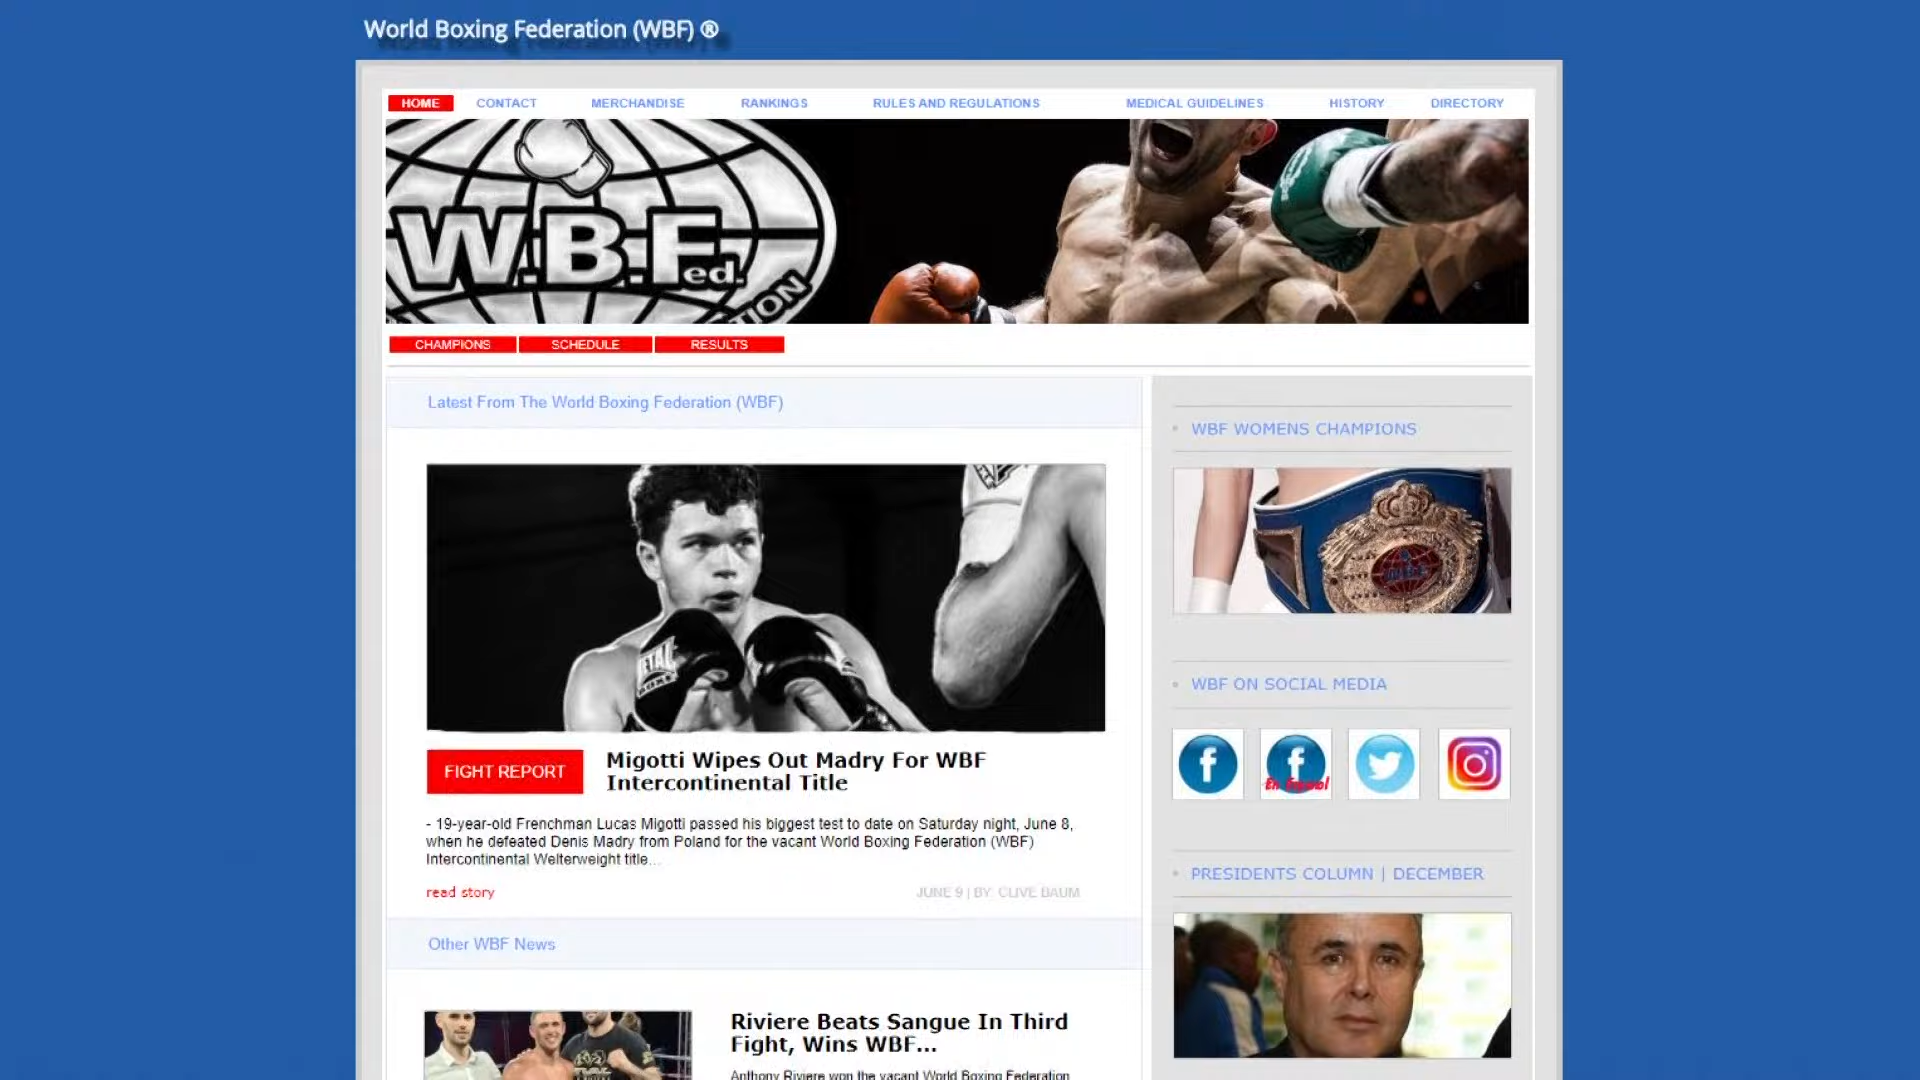 World Boxing Federation (WBF) ®
HOME CONTACT MERCHANDISE RANKINGS RULES AND REGULATIONS MEDICAL GUIDELINES HISTORY DIRECTORY
W.B.Fed.
TION
CHAMPIONS SCHEDULE RESULTS
Latest From The World Boxing Federation (WBF)
FIGHT REPORT
Migotti Wipes Out Madry For WBF
Intercontinental Title
- 19-year-old Frenchman Lucas Migotti passed his biggest test to date on Saturday night, June 8,
when he defeated Denis Madry from Poland for the vacant World Boxing Federation (WBF)
Intercontinental Welterweight title...
read story
JUNE 9 | BY: CLIVE BAUM
Other WBF News
Riviere Beats Sangue In Third
Fight, Wins WBF...
Anthony Riviere won the vacant World Boxing Federation
WBF WOMENS CHAMPIONS
WBF ON SOCIAL MEDIA
En Espanol
PRESIDENTS COLUMN | DECEMBER